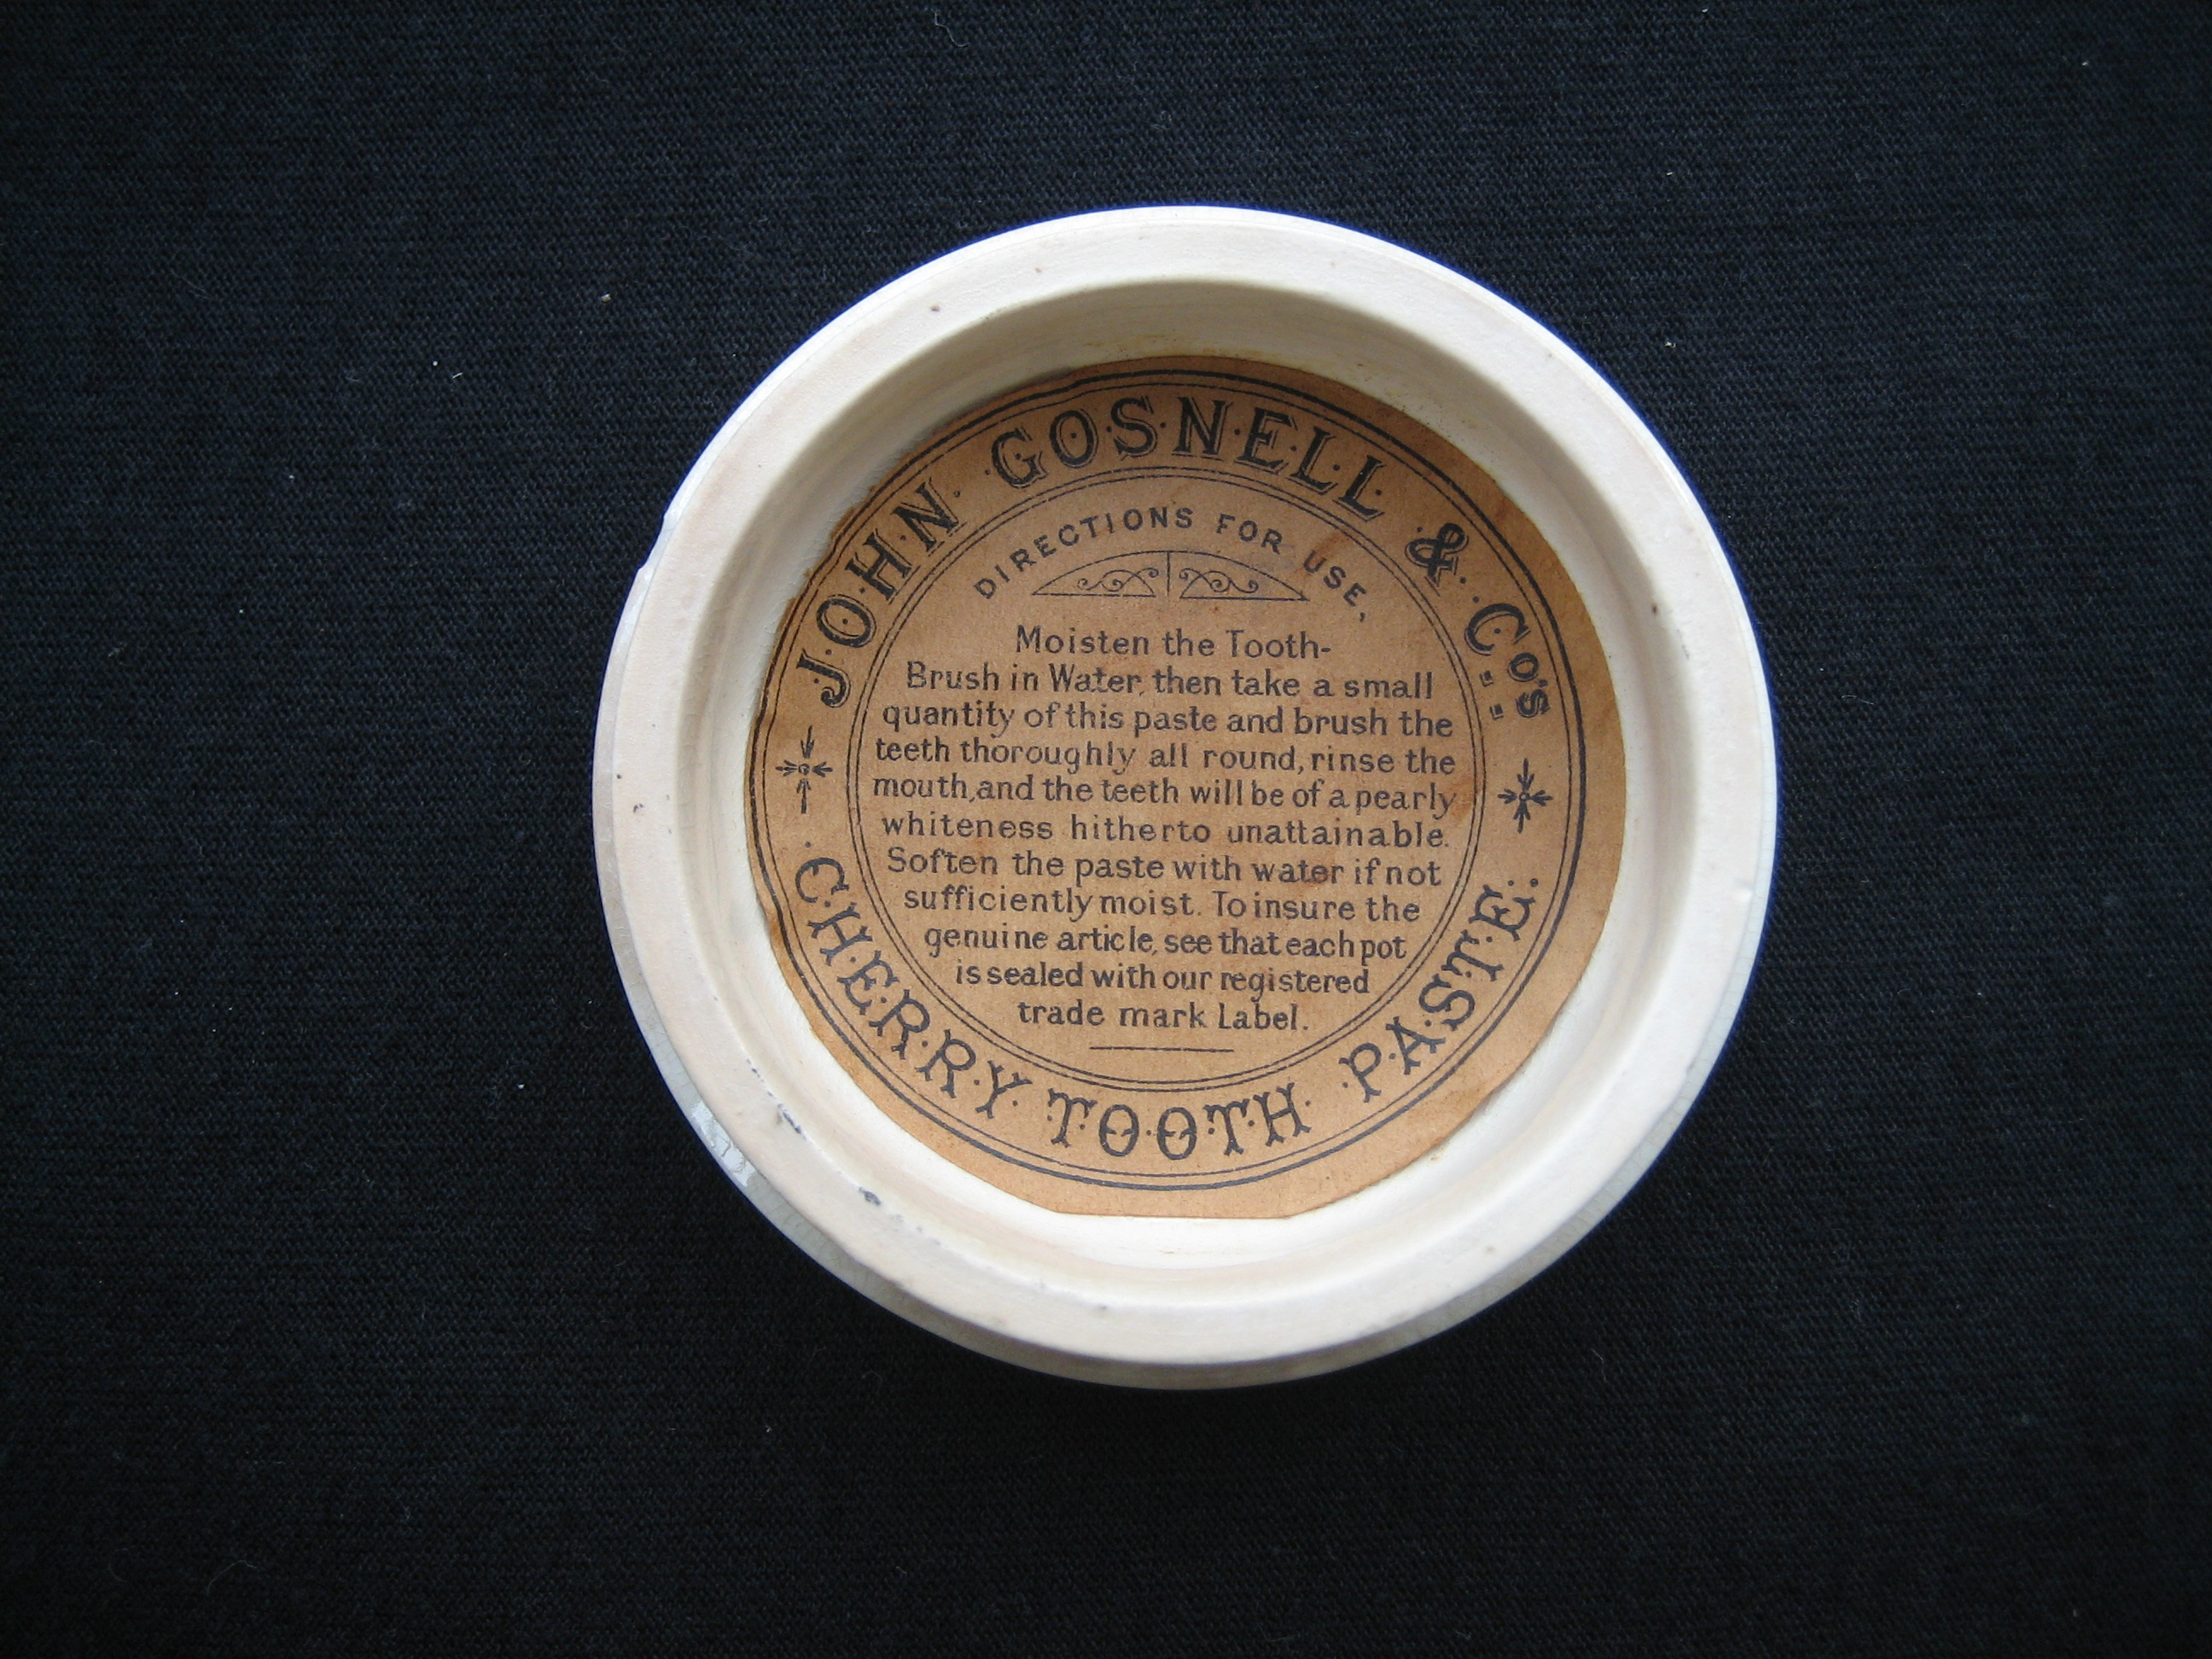 JOHN GOSNELL & Cos
DIRECTIONS FOR USE,
Moisten the Tooth-
Brush in Water, then take a small
quantity of this paste and brush the
teeth thoroughly all round, rinse the
mouth, and the teeth will be of a pearly
whiteness hitherto unattainable.
Soften the paste with water if not
sufficiently moist. To insure the
genuine article, see that each pot
is sealed with our registered
trade mark Label.
CHERRY TOOTH PASTE.